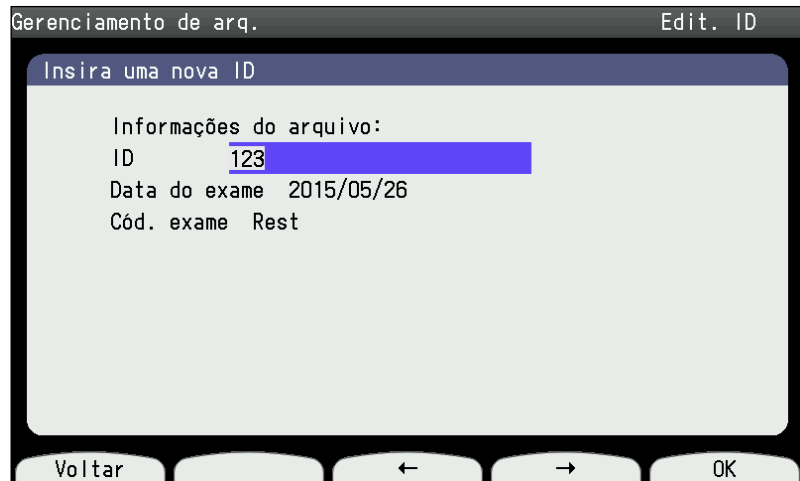 Gerenciamento de arq. Edit. ID
Insira uma nova ID
Informações do arquivo:
ID 123
Data do exame 2015/05/26
Cód. exame Rest
Voltar ← → OK